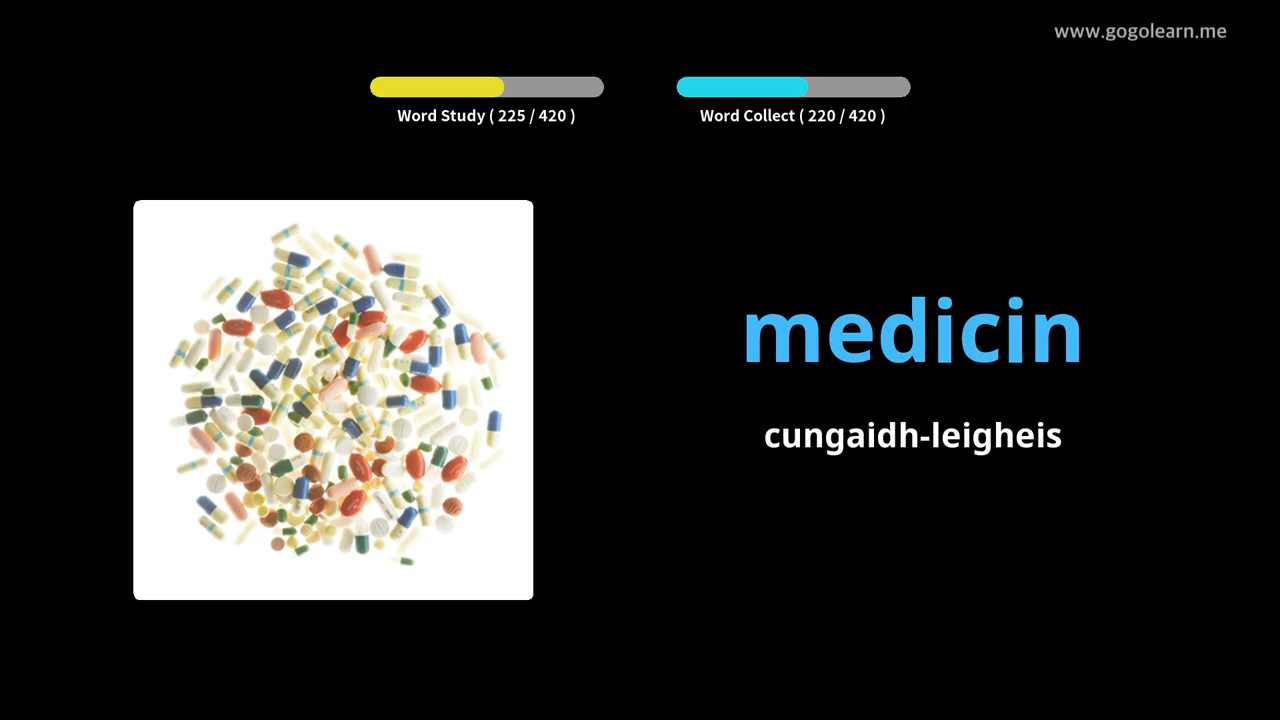 www.gogolearn.me
Word Study ( 225 / 420 )
Word Collect ( 220 / 420 )
medicin
cungaidh-leigheis